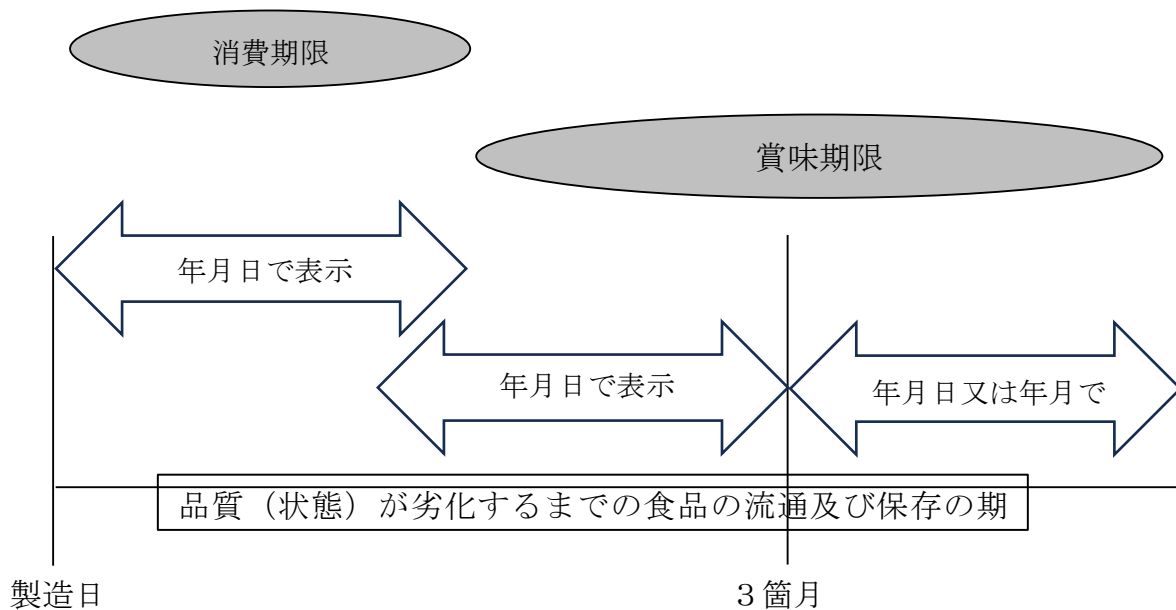 消費期限
賞味期限
年月日で表示
年月日で表示
年月日又は年月で
品質（状態）が劣化するまでの食品の流通及び保存の期
製造日
３箇月